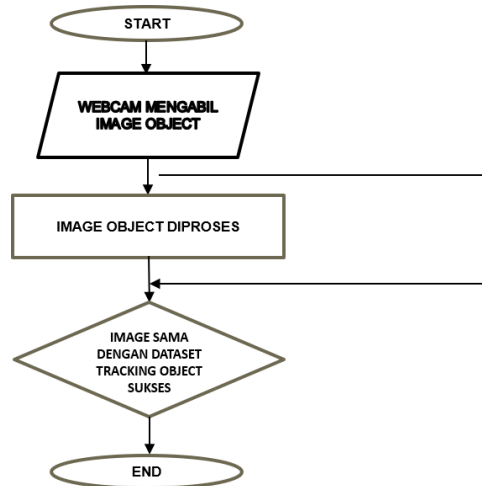 START
WEBCAM MENGABIL
IMAGE OBJECT
IMAGE OBJECT DIPROSES
IMAGE SAMA
DENGAN DATASET
TRACKING OBJECT
SUKSES
END